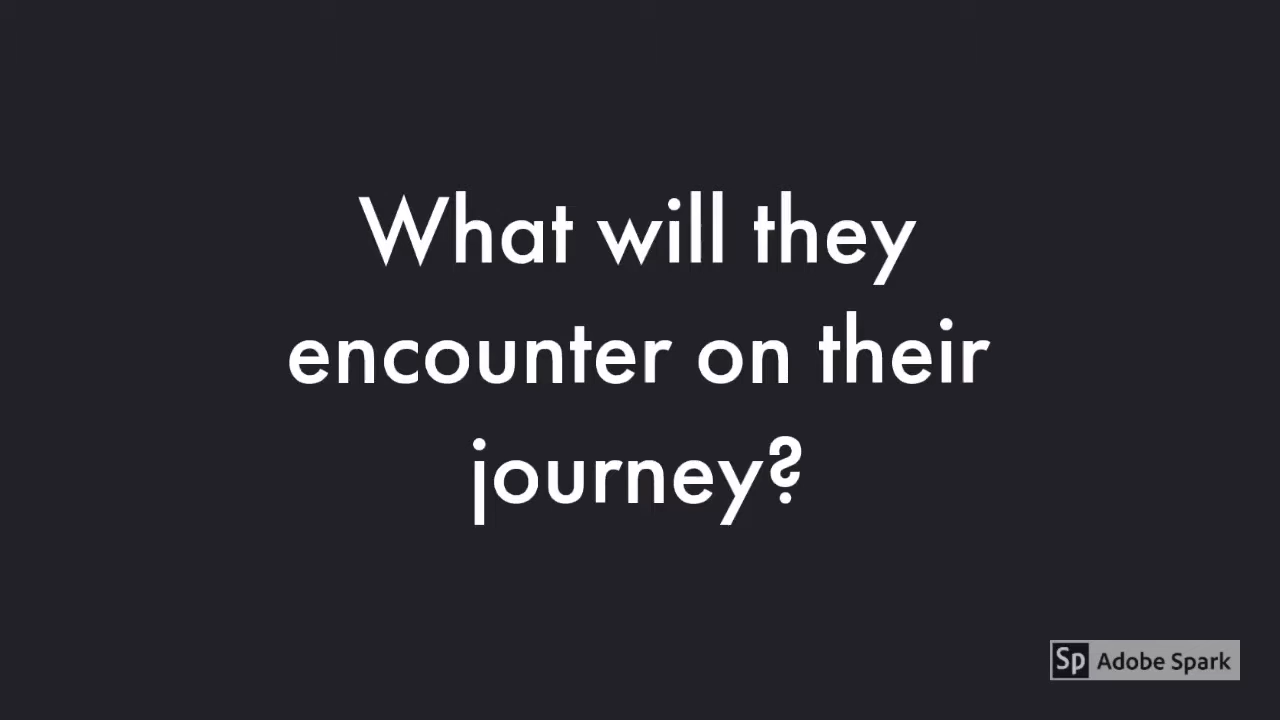 What will they
encounter on their
journey?
Sp Adobe Spark